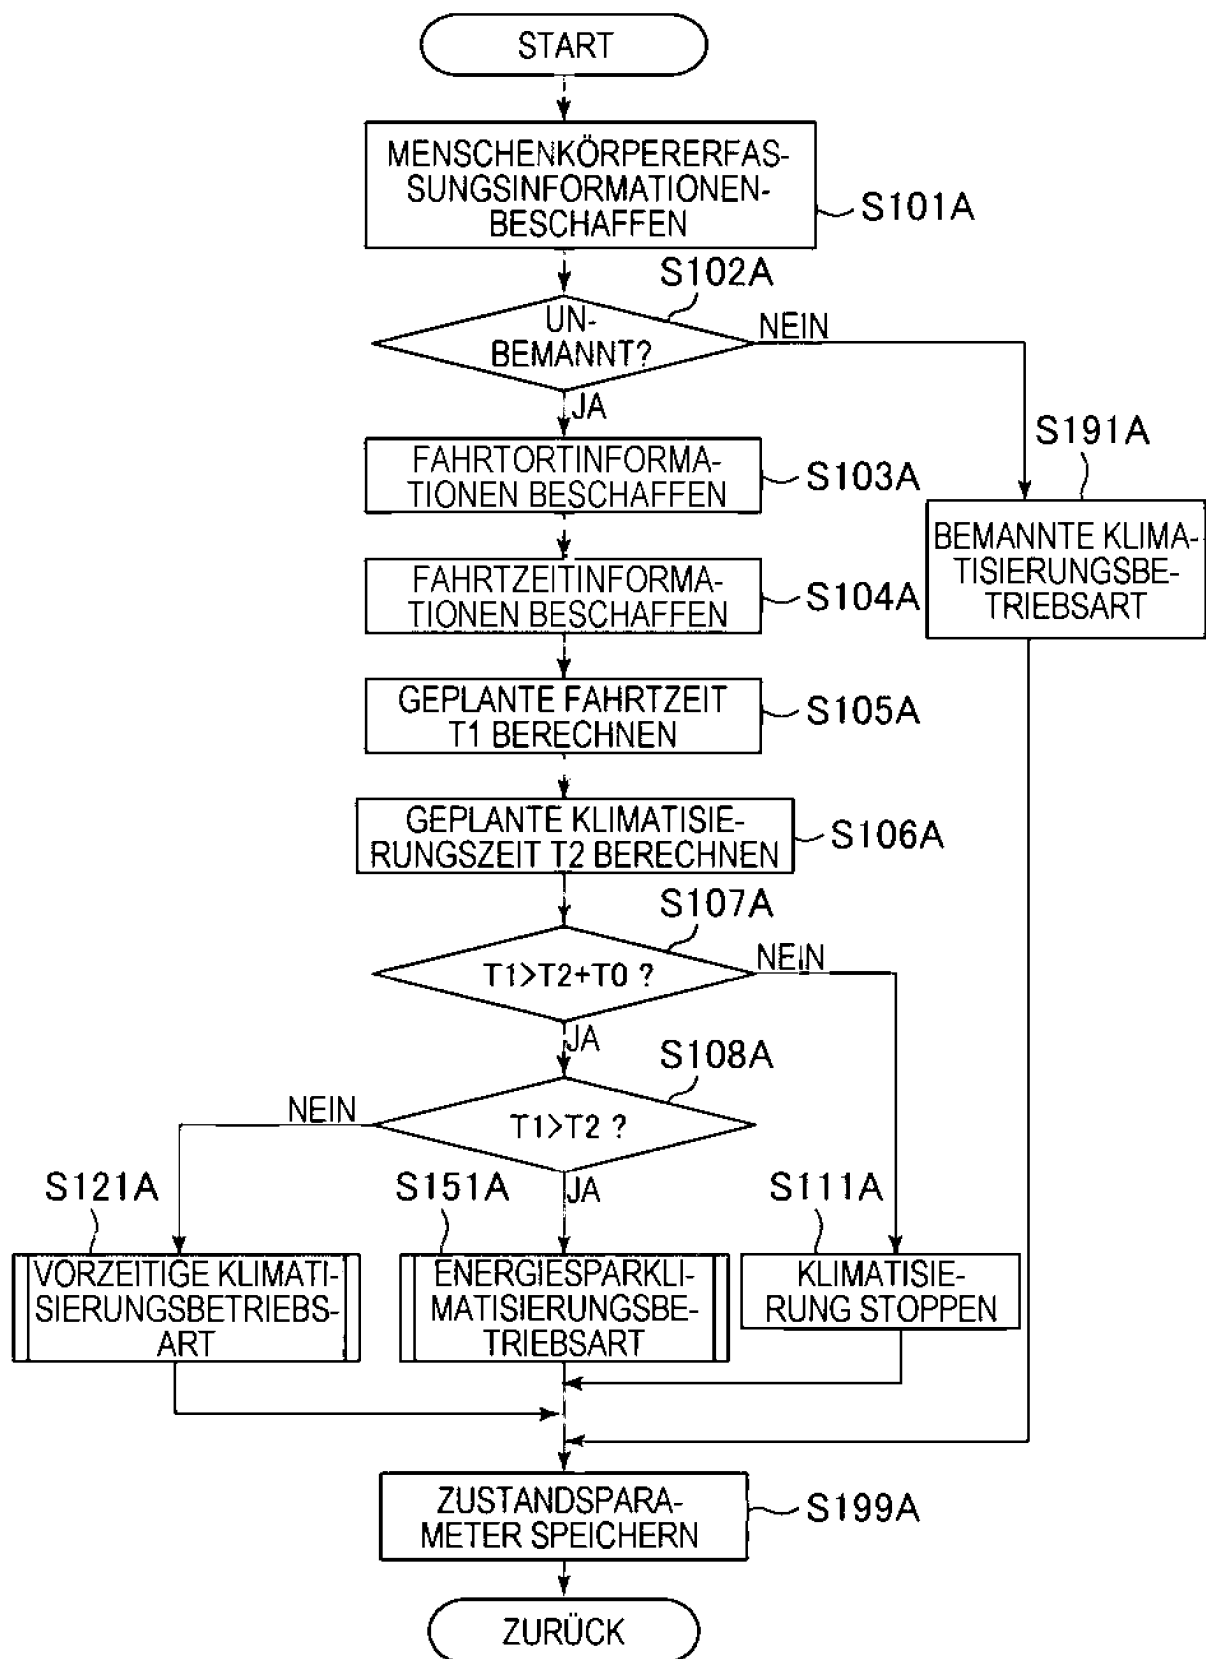 START
MENSCHENKÖRPERERFAS-
SUNGSINFORMATIONEN-
BESCHAFFEN
S101A
S102A
UN-
BEMANNT?
NEIN
JA
S191A
FAHRTORTINFORMA-
TIONEN BESCHAFFEN
S103A
BEMANNTE KLIMA-
TISIERUNGSBE-
TRIEBSART
FAHRTZEITINFORMA-
TIONEN BESCHAFFEN
S104A
GEPLANTE FAHRTZEIT
T1 BERECHNEN
S105A
GEPLANTE KLIMATISIE-
RUNGSZEIT T2 BERECHNEN
S106A
S107A
T1>T2+T0 ?
NEIN
JA
S108A
NEIN
T1>T2 ?
JA
S121A
S151A
S111A
VORZEITIGE KLIMATI-
SIERUNGSBETRIEBS-
ART
ENERGIESPARKLI-
MATISIERUNGSBE-
TRIEBSART
KLIMATISIE-
RUNG STOPPEN
ZUSTANDSPARA-
METER SPEICHERN
S199A
ZURÜCK